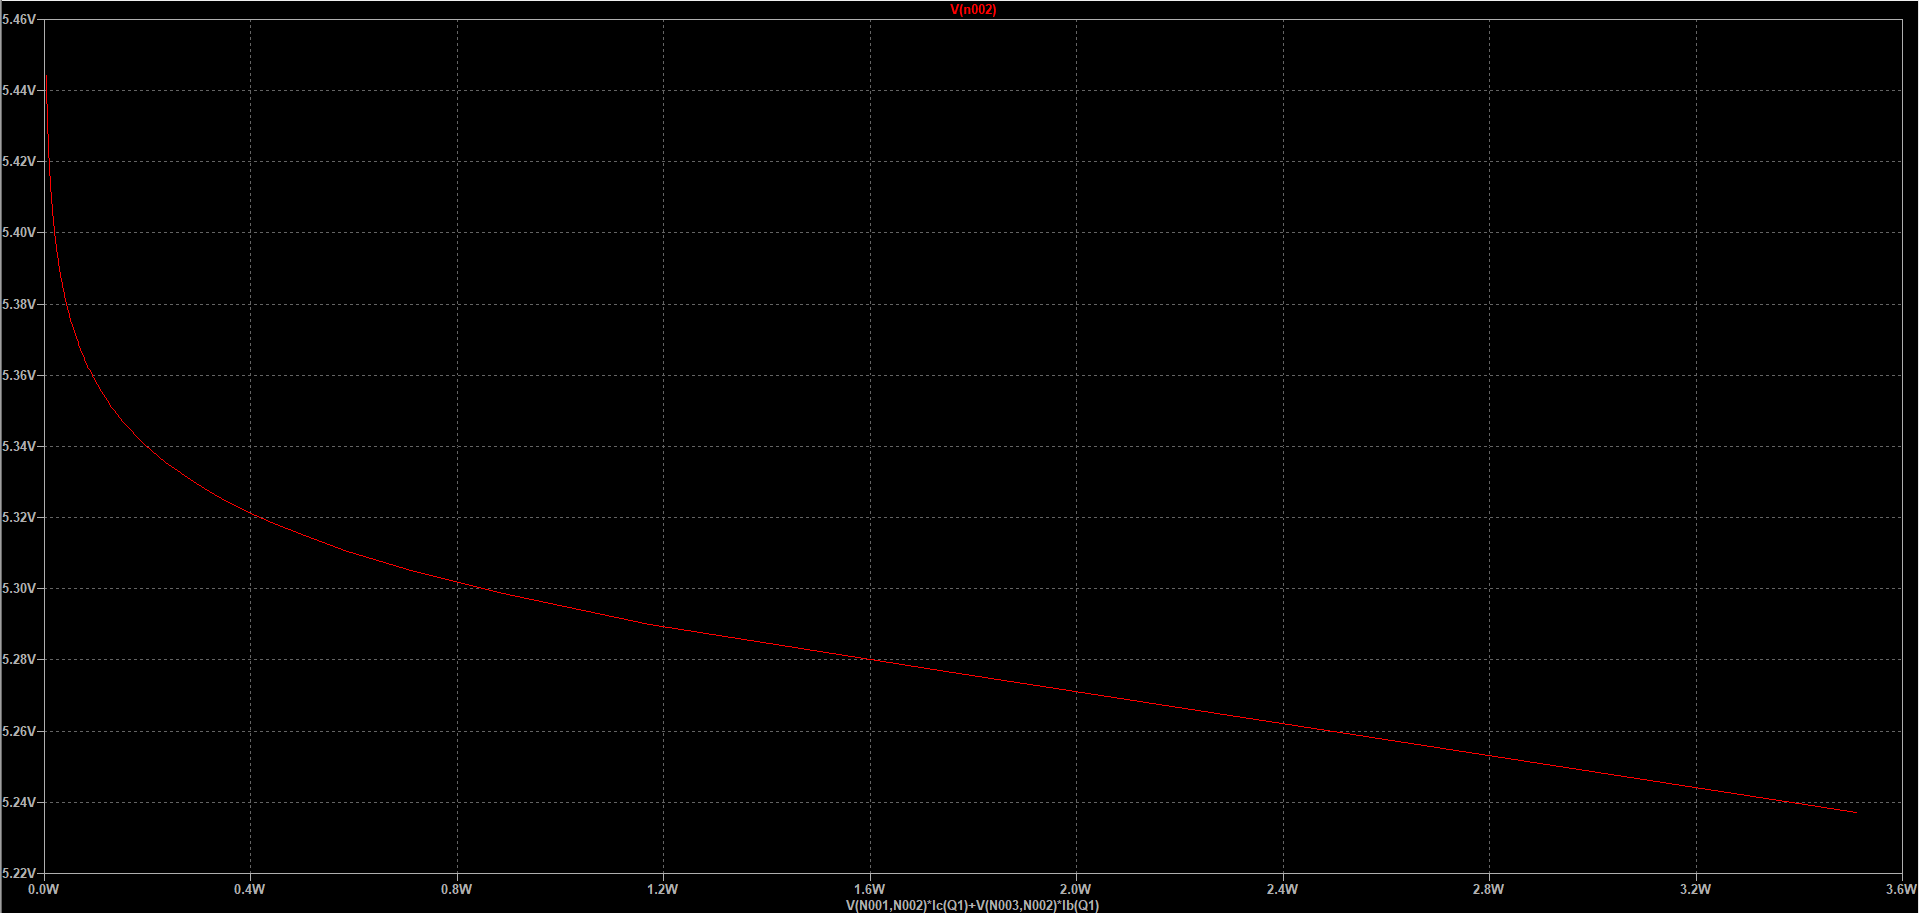 V(n002)
5.46V
5.44V
5.42V
5.40V
5.38V
5.36V
5.34V
5.32V
5.30V
5.28V
5.26V
5.24V
5.22V
0.0W 0.4W 0.8W 1.2W 1.6W 2.0W 2.4W 2.8W 3.2W 3.6W
V(N001,N002)*Ic(Q1)+V(N003,N002)*Ib(Q1)